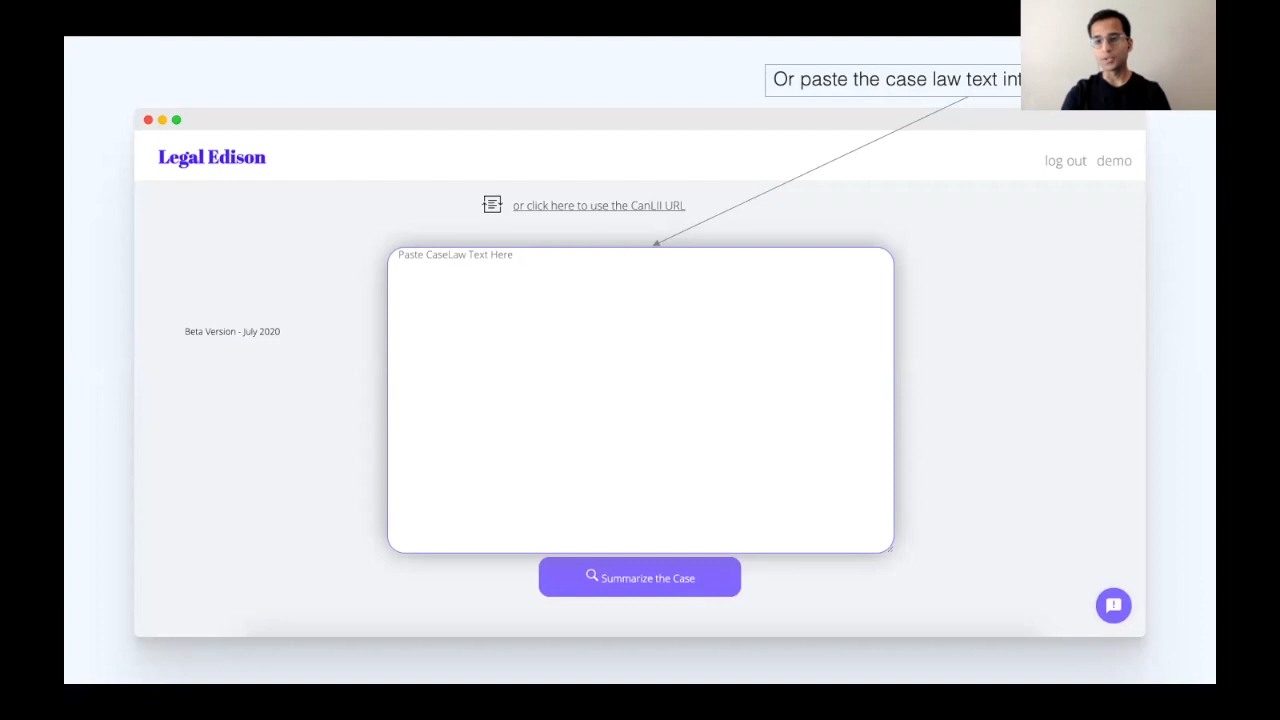 Or paste the case law text int
Legal Edison
log out demo
or click here to use the CanLII URL
Paste CaseLaw Text Here
Beta Version - July 2020
Summarize the Case